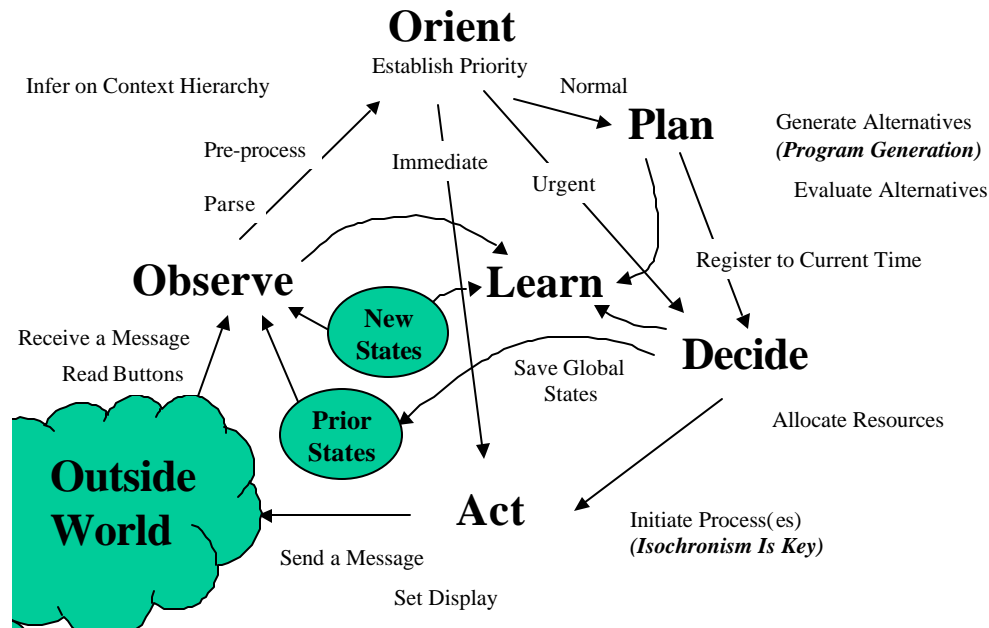 Orient
Establish Priority
Infer on Context Hierarchy
Normal
Plan
Generate Alternatives
(Program Generation)
Evaluate Alternatives
Pre-process
Immediate
Urgent
Parse
Observe
Learn
Register to Current Time
New
States
Receive a Message
Read Buttons
Decide
Save Global
States
Prior
States
Allocate Resources
Outside
World
Act
Initiate Process(es)
(Isochronism Is Key)
Send a Message
Set Display